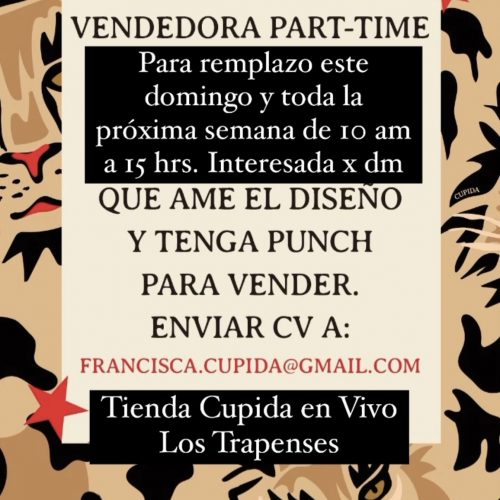 VENDEDORA PART-TIME
Para remplazo este
domingo y toda la
próxima semana de 10 am
a 15 hrs. Interesada x dm
QUE AME EL DISEÑO
CUPIDA
Y TENGA PUNCH
PARA VENDER.
ENVIAR CV A:
FRANCISCA.CUPIDA@GMAIL.COM
Tienda Cupida en Vivo
Los Trapenses